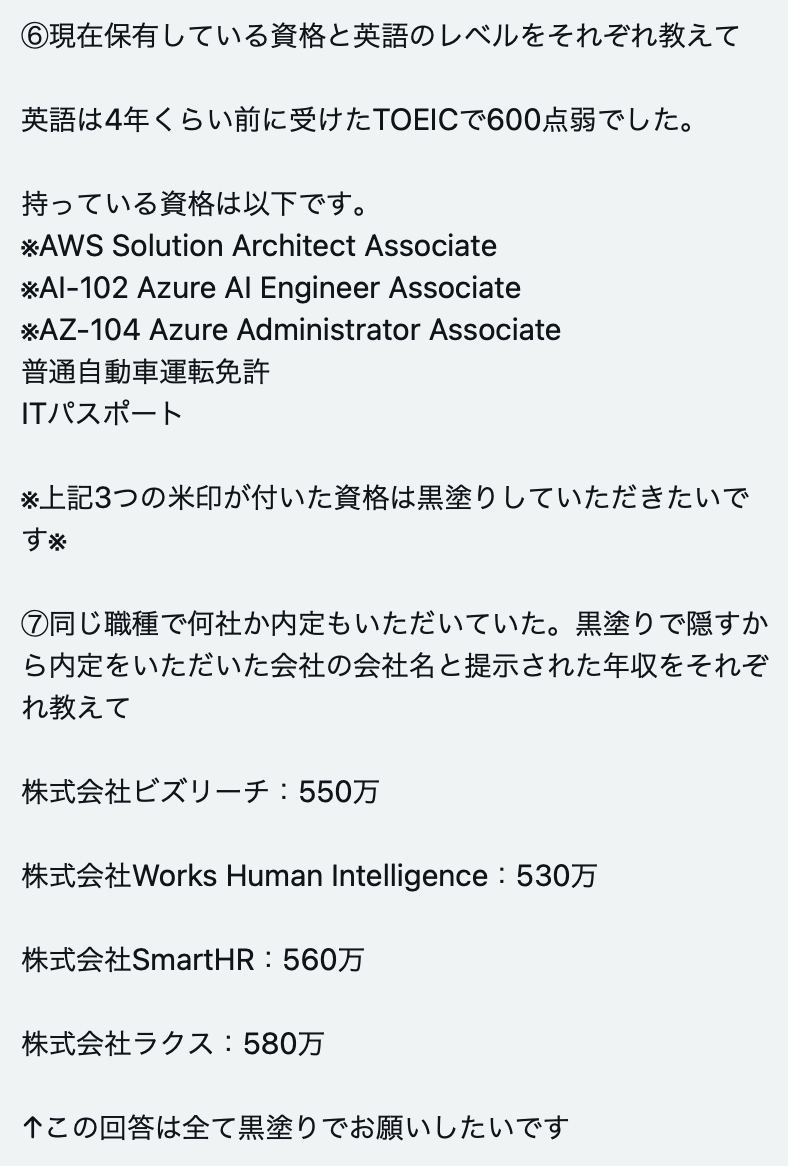 ⑥現在保有している資格と英語のレベルをそれぞれ教えて
英語は4年くらい前に受けたTOEICで600点弱でした。
持っている資格は以下です。
※AWS Solution Architect Associate
※AI-102 Azure AI Engineer Associate
※AZ-104 Azure Administrator Associate
普通自動車運転免許
ITパスポート
※上記3つの米印が付いた資格は黒塗りしていただきたいで
す※
⑦同じ職種で何社か内定もいただいていた。黒塗りで隠すか
ら内定をいただいた会社の会社名と提示された年収をそれぞ
れ教えて
株式会社ビズリーチ：550万
株式会社Works Human Intelligence：530万
株式会社SmartHR：560万
株式会社ラクス：580万
↑この回答は全て黒塗りでお願いしたいです